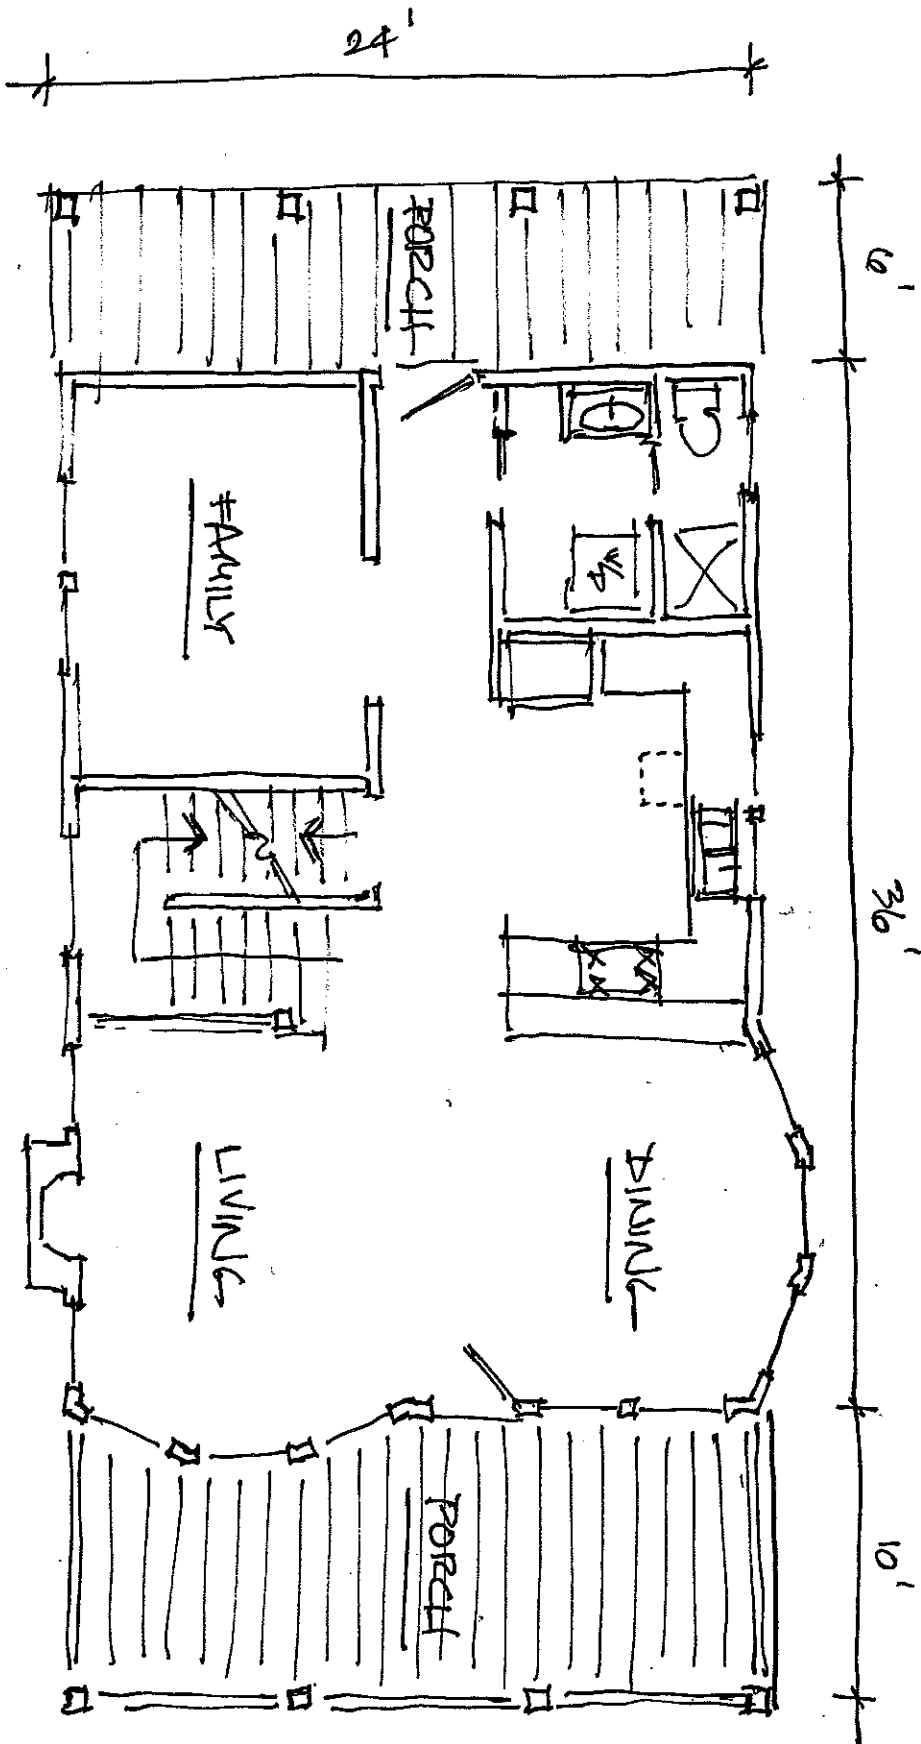 24'
6'
PORCH
FAMILY
W/D
36'
LIVING
DINING
10'
PORCH